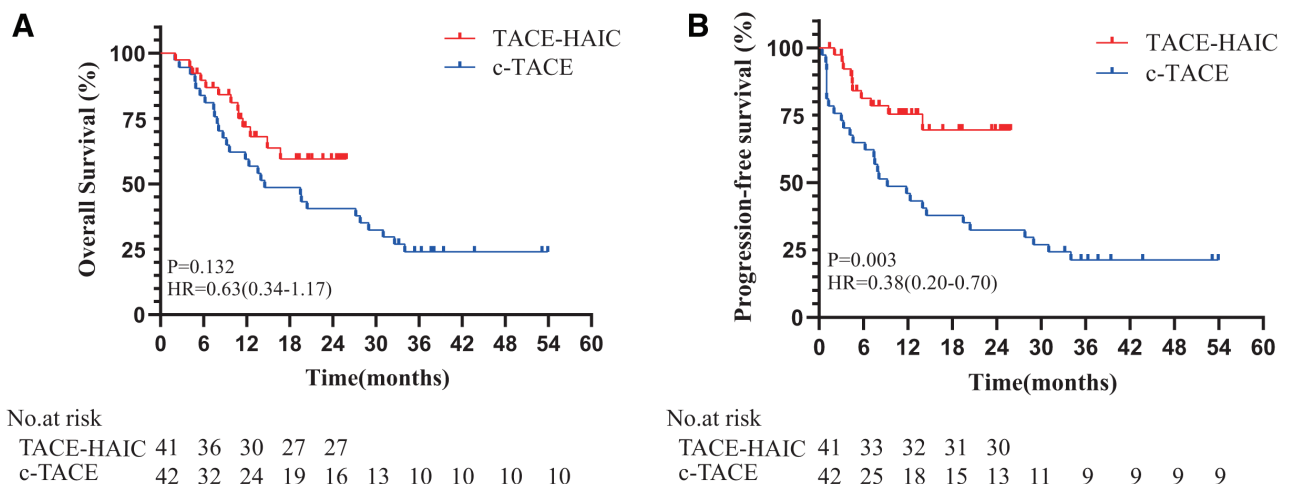 A
Overall Survival (%)
100
75
50
25
0
TACE-HAIC
c-TACE
P=0.132
HR=0.63(0.34-1.17)
0 6 12 18 24 30 36 42 48 54 60
Time(months)
No.at risk
TACE-HAIC 41 36 30 27 27
c-TACE 42 32 24 19 16 13 10 10 10 10
B
Progression-free survival (%)
100
75
50
25
0
TACE-HAIC
c-TACE
P=0.003
HR=0.38(0.20-0.70)
0 6 12 18 24 30 36 42 48 54 60
Time(months)
No.at risk
TACE-HAIC 41 33 32 31 30
c-TACE 42 25 18 15 13 11 9 9 9 9